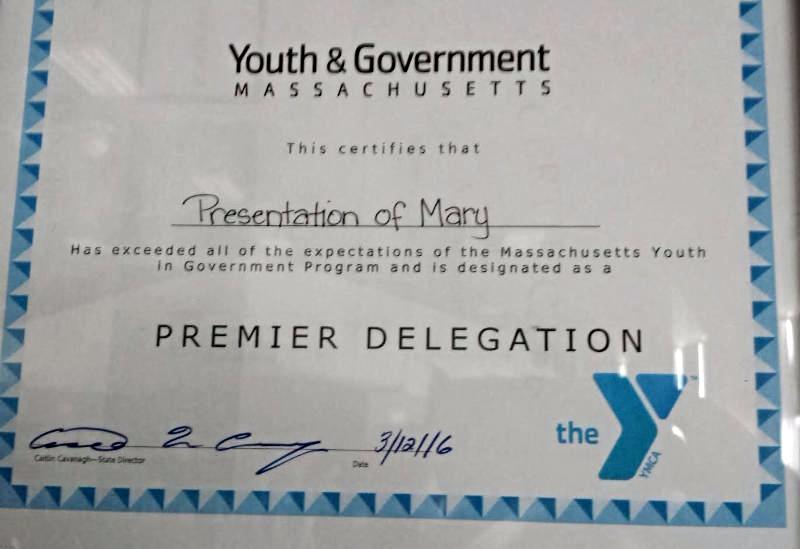 Youth & Government
MASSACHUSETTS
This certifies that
Presentation of Mary
Has exceeded all of the expectations of the Massachusetts Youth
in Government Program and is designated as a
PREMIER DELEGATION
3/12/16
Caitlin Cavanagh—State Director
Date
the Y™
YMCA